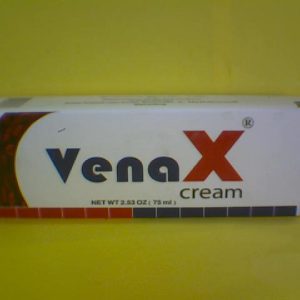 VenaX®
cream
NET WT 2.53 OZ ( 75 ml )